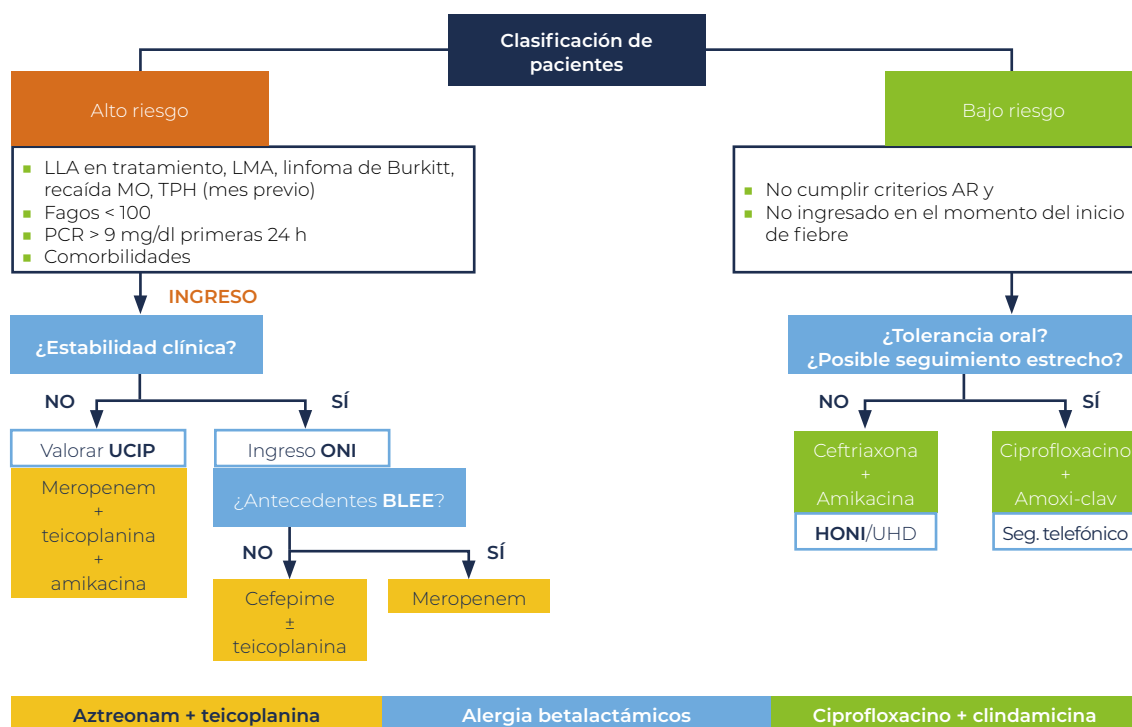 Clasificación de
pacientes
Alto riesgo
Bajo riesgo
LLA en tratamiento, LMA, linfoma de Burkitt,
recaída MO, TPH (mes previo)
Fagos < 100
PCR > 9 mg/dl primeras 24 h
Comorbilidades
No cumplir criterios AR y
No ingresado en el momento del inicio
de fiebre
INGRESO
¿Estabilidad clínica?
¿Tolerancia oral?
¿Posible seguimiento estrecho?
NO
SÍ
NO
SÍ
Valorar UCIP
Ingreso ONI
Meropenem
+
teicoplanina
+
amikacina
¿Antecedentes BLEE?
NO
SÍ
Cefepime
±
teicoplanina
Meropenem
Ceftriaxona
+
Amikacina
HONI/UHD
Ciprofloxacino
+
Amoxi-clav
Seg. telefónico
Aztreonam + teicoplanina
Alergia betalactámicos
Ciprofloxacino + clindamicina